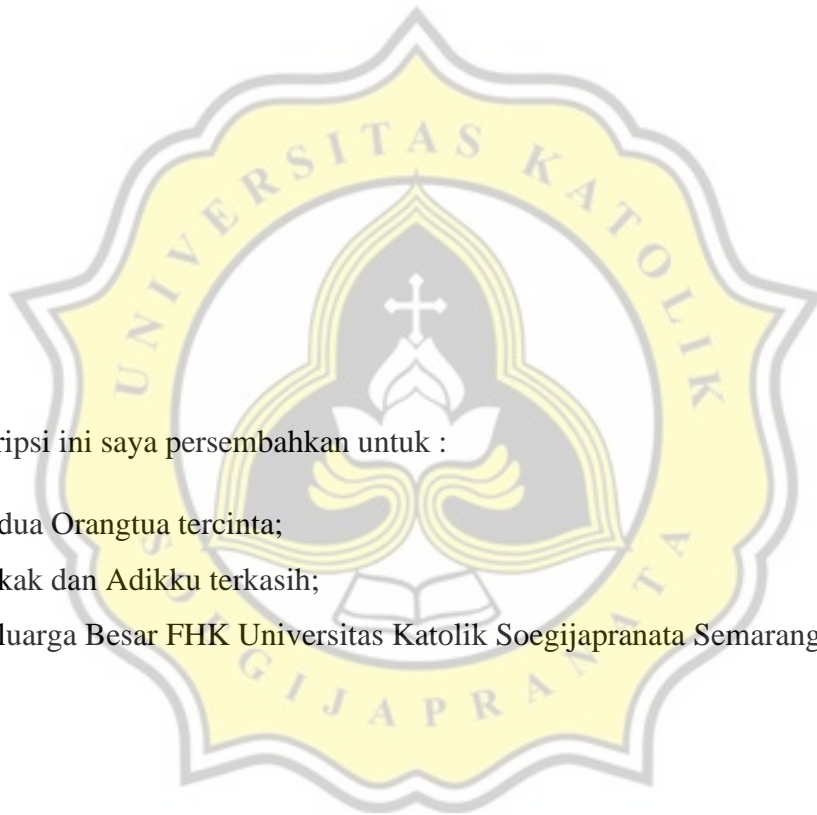 UNIVERSITAS KATOLIK
ripsi ini saya persembahkan untuk :
dua Orangtua tercinta;
kak dan Adikku terkasih;
luarga Besar FHK Universitas Katolik Soegijapranata Semarang
SOEGIJAPRANATA